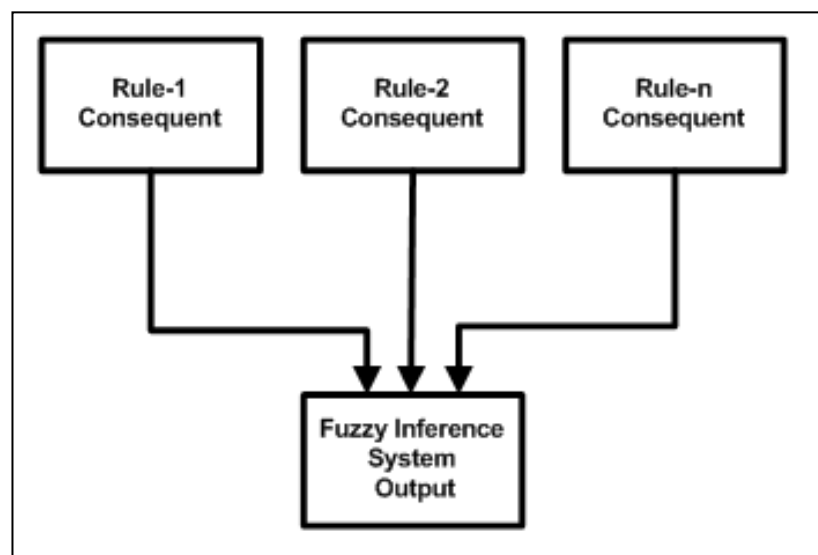 Rule-1
Consequent
Rule-2
Consequent
Rule-n
Consequent
Fuzzy Inference
System
Output